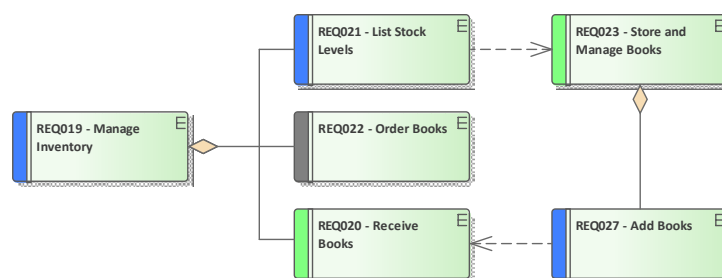 REQ021 - List Stock
Levels
E
REQ023 - Store and
Manage Books
E
REQ019 - Manage
Inventory
E
REQ022 - Order Books
E
REQ020 - Receive
Books
E
REQ027 - Add Books
E